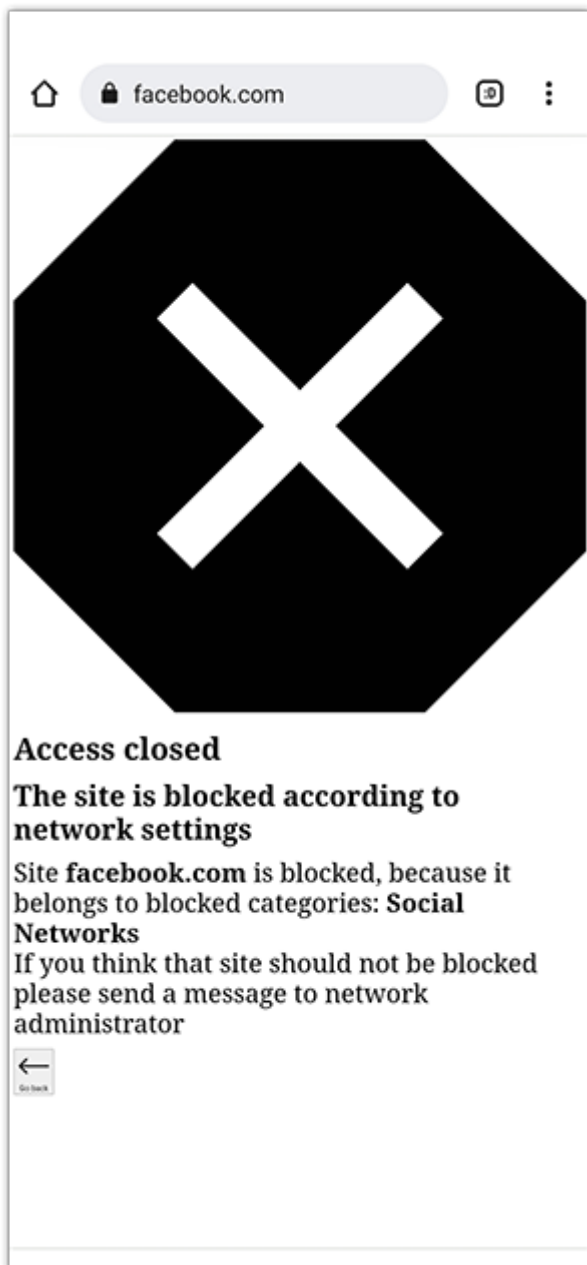 facebook.com
:D
Access closed
The site is blocked according to
network settings
Site facebook.com is blocked, because it
belongs to blocked categories: Social
Networks
If you think that site should not be blocked
please send a message to network
administrator
Go back